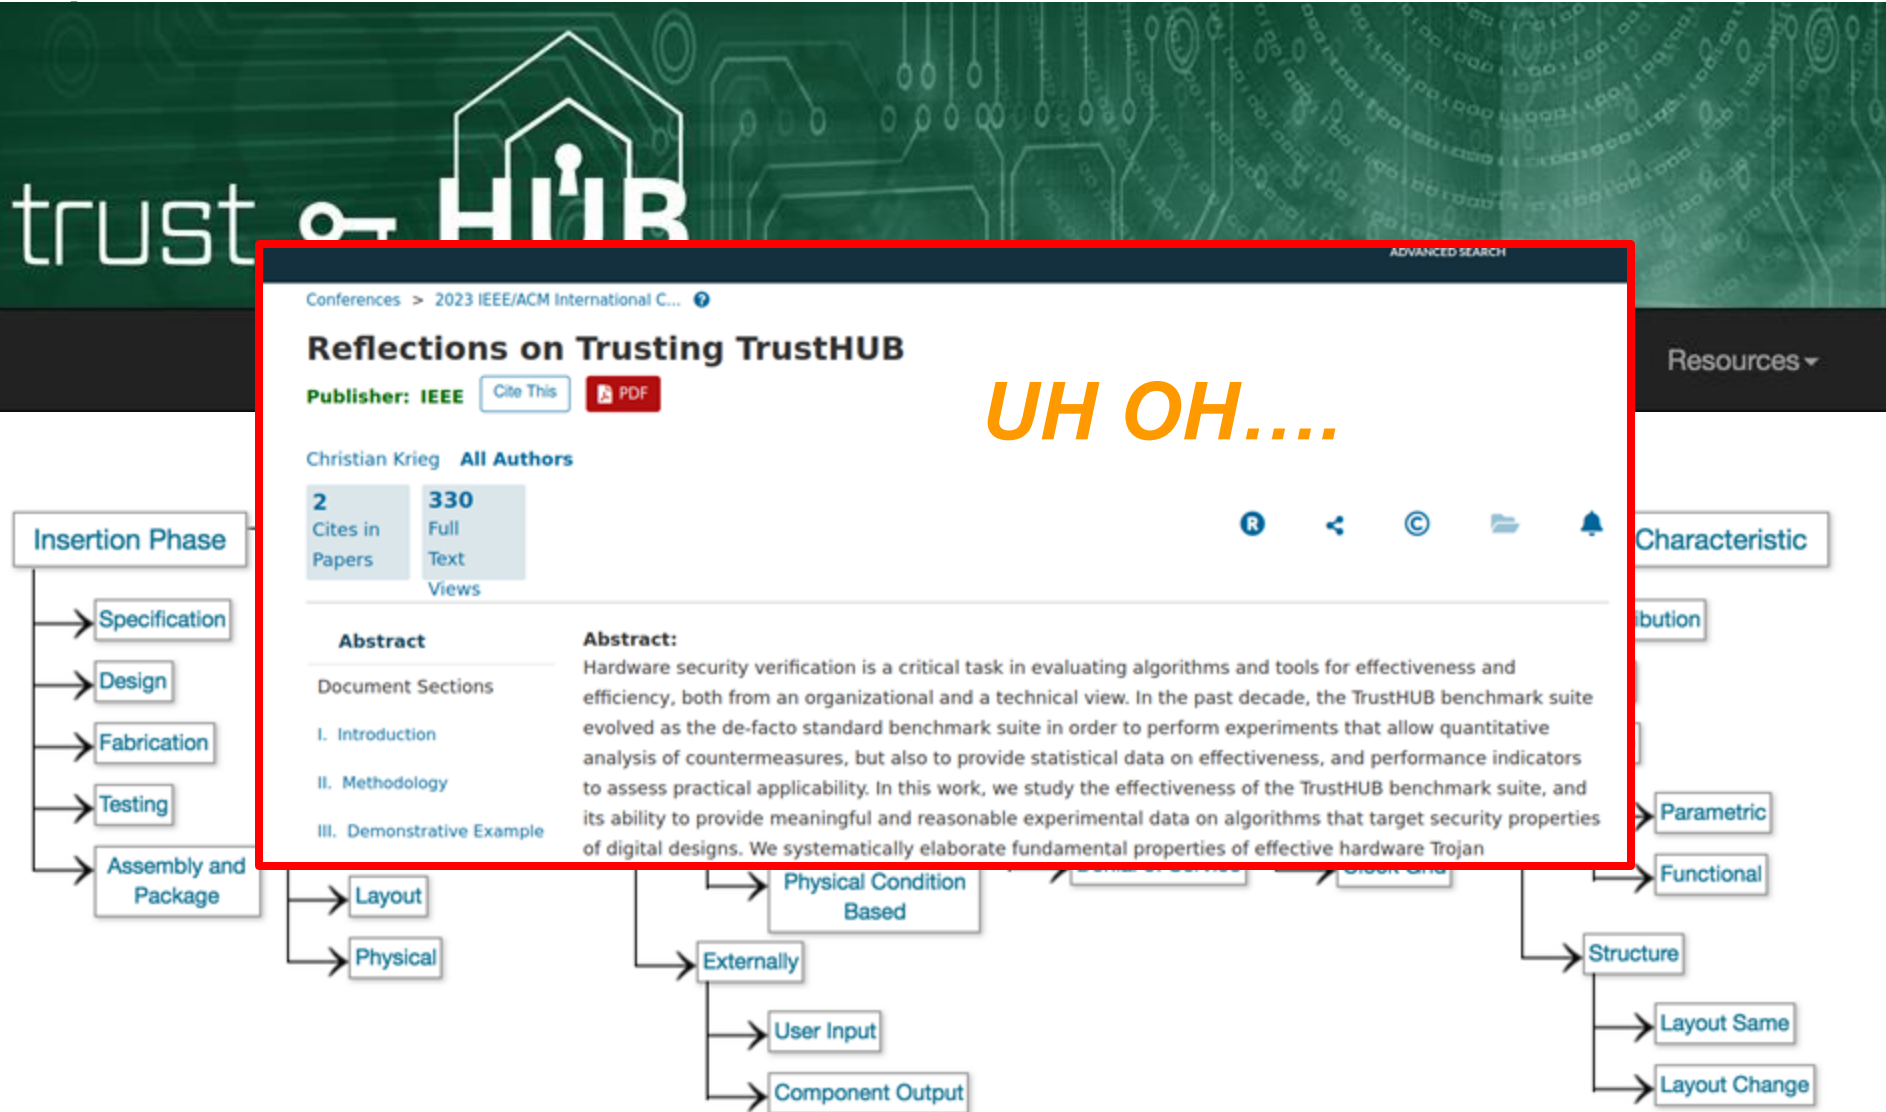 trust HUB
ADVANCED SEARCH
Conferences > 2023 IEEE/ACM International C...
Reflections on Trusting TrustHUB
Publisher: IEEE Cite This PDF
UH OH....
Resources
Christian Krieg All Authors
2
Cites in
Papers
330
Full
Text
Views
Abstract
Document Sections
I. Introduction
II. Methodology
III. Demonstrative Example
Abstract:
Hardware security verification is a critical task in evaluating algorithms and tools for effectiveness and
efficiency, both from an organizational and a technical view. In the past decade, the TrustHUB benchmark suite
evolved as the de-facto standard benchmark suite in order to perform experiments that allow quantitative
analysis of countermeasures, but also to provide statistical data on effectiveness, and performance indicators
to assess practical applicability. In this work, we study the effectiveness of the TrustHUB benchmark suite, and
its ability to provide meaningful and reasonable experimental data on algorithms that target security properties
of digital designs. We systematically elaborate fundamental properties of effective hardware Trojan
Insertion Phase
Specification
Design
Fabrication
Testing
Assembly and
Package
Layout
Physical
Physical Condition
Based
Externally
User Input
Component Output
Characteristic
Parametric
Functional
Structure
Layout Same
Layout Change